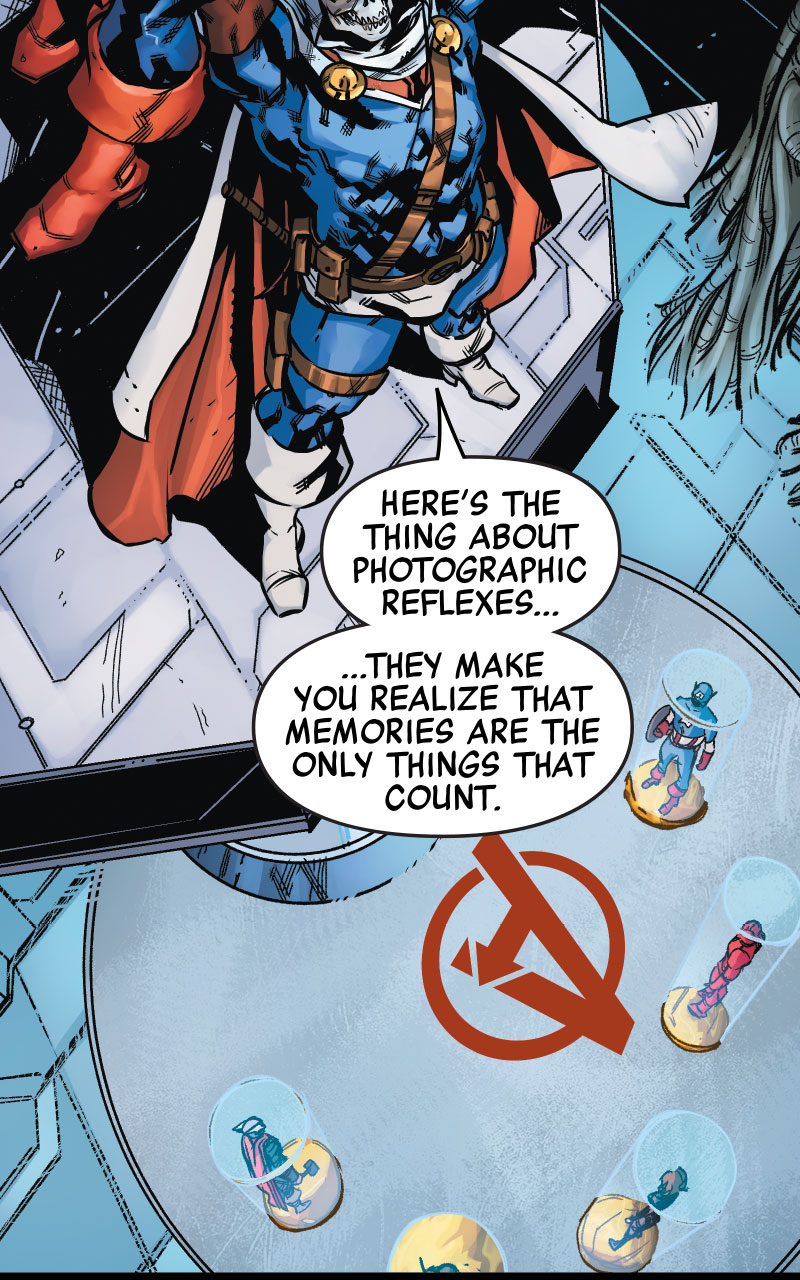 HERE'S THE
THING ABOUT
PHOTOGRAPHIC
REFLEXES...
...THEY MAKE
YOU REALIZE THAT
MEMORIES ARE THE
ONLY THINGS THAT
COUNT.